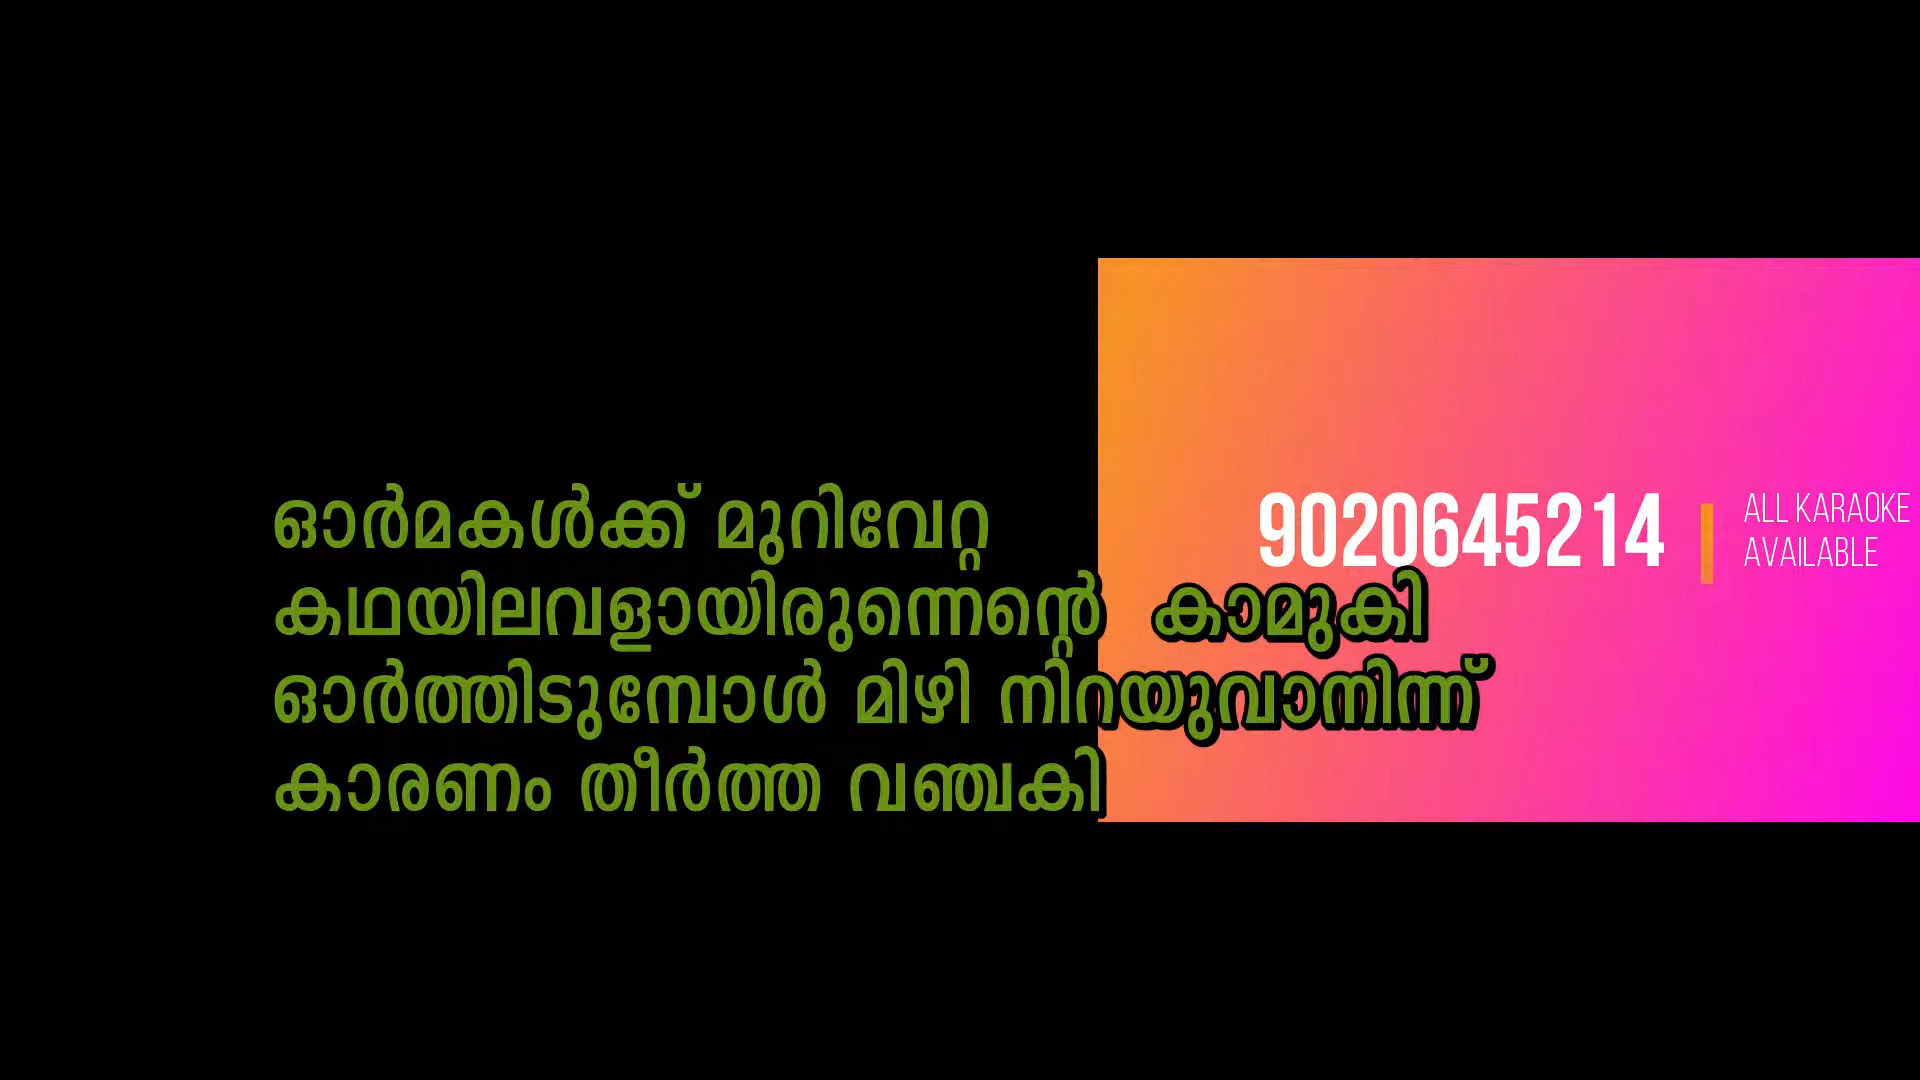 ഓർമകൾക്ക് മുറിവേറ്റ
കഥയിലവളായിരുന്നെന്റെ കാമുകി
ഓർത്തിടുമ്പോൾ മിഴി നിറയുവാനിന്ന്
കാരണം തീർത്ത വഞ്ചകി
9020645214
ALL KARAOKE
AVAILABLE